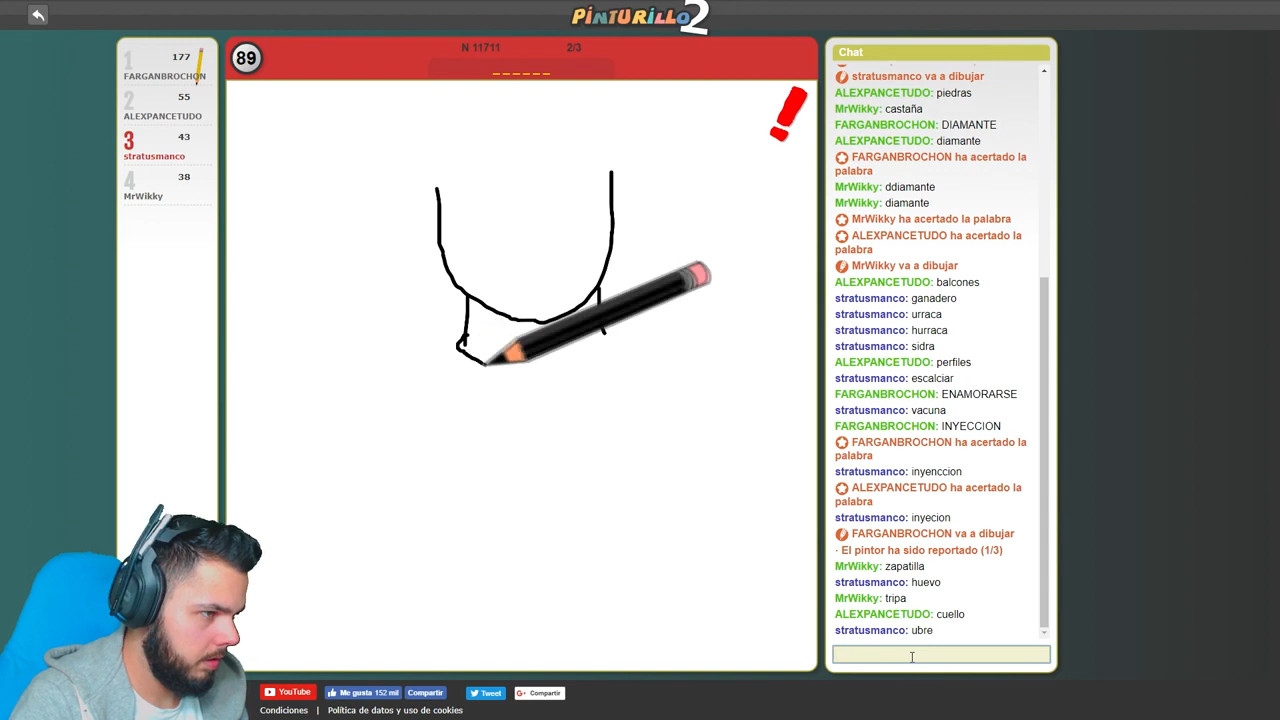 PINTURILLO 2
1 177
FARGANBROCHON
2 55
ALEXPANCETUDO
3 43
stratusmanco
4 38
MrWikky
89
N 11711 2/3
_ _ _ _ _ _
!
Chat
stratusmanco va a dibujar
ALEXPANCETUDO: piedras
MrWikky: castaña
FARGANBROCHON: DIAMANTE
ALEXPANCETUDO: diamante
FARGANBROCHON ha acertado la
palabra
MrWikky: ddiamante
MrWikky: diamante
MrWikky ha acertado la palabra
ALEXPANCETUDO ha acertado la
palabra
MrWikky va a dibujar
ALEXPANCETUDO: balcones
stratusmanco: ganadero
stratusmanco: urraca
stratusmanco: hurraca
stratusmanco: sidra
ALEXPANCETUDO: perfiles
stratusmanco: escalciar
FARGANBROCHON: ENAMORARSE
stratusmanco: vacuna
FARGANBROCHON: INYECCION
FARGANBROCHON ha acertado la
palabra
stratusmanco: inyenccion
ALEXPANCETUDO ha acertado la
palabra
stratusmanco: inyecion
FARGANBROCHON va a dibujar
· El pintor ha sido reportado (1/3)
MrWikky: zapatilla
stratusmanco: huevo
MrWikky: tripa
ALEXPANCETUDO: cuello
stratusmanco: ubre
YouTube Me gusta 152 mil Compartir Tweet G+ Compartir
Condiciones | Política de datos y uso de cookies